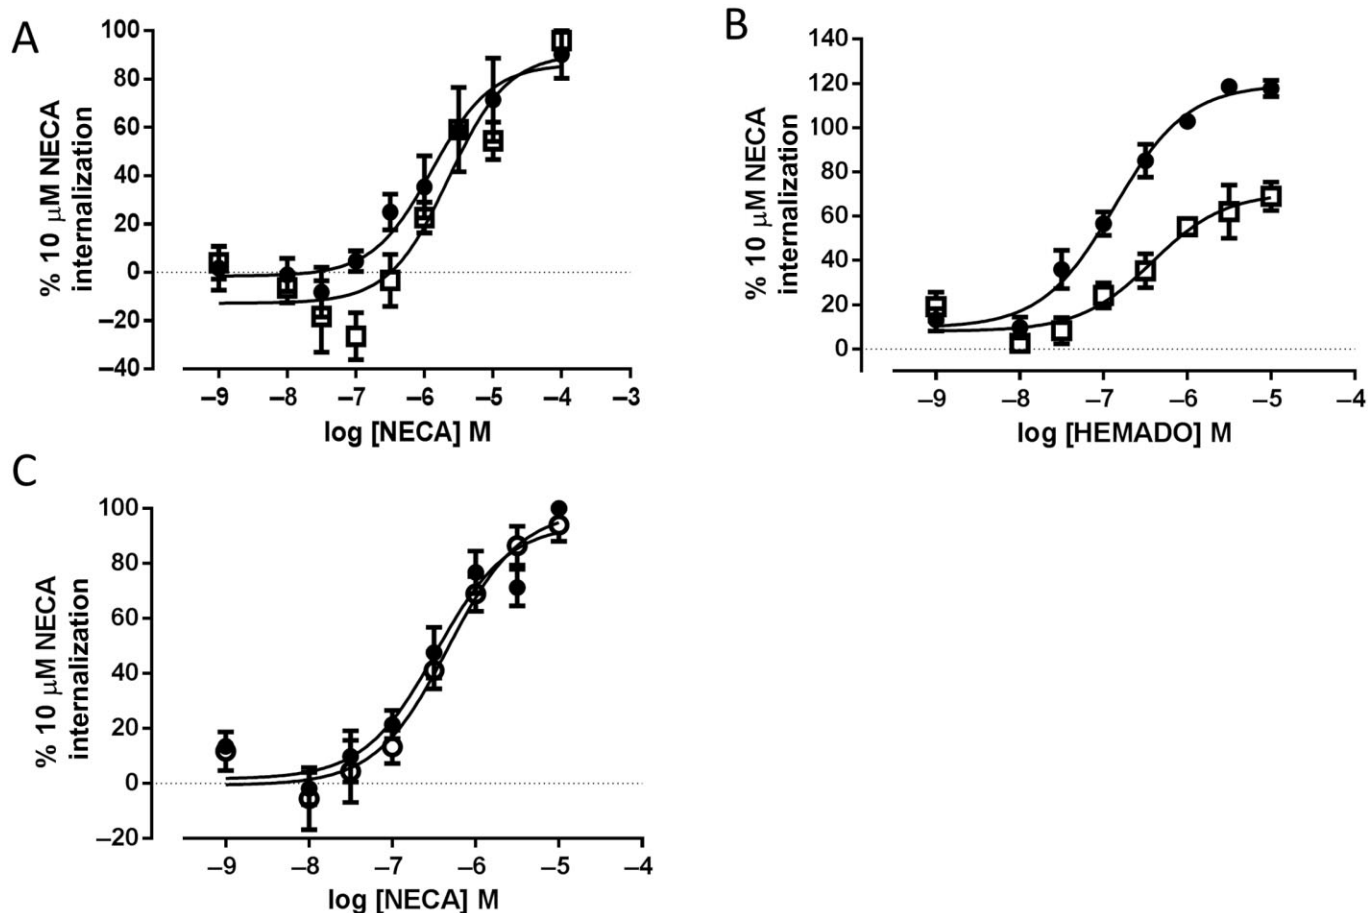 A
% 10 μM NECA
internalization
100
80
60
40
20
0
–20
–40
–9 –8 –7 –6 –5 –4 –3
log [NECA] M
B
% 10 μM NECA
internalization
140
120
100
80
60
40
20
0
–9 –8 –7 –6 –5 –4
log [HEMADO] M
C
% 10 μM NECA
internalization
100
80
60
40
20
0
–20
–9 –8 –7 –6 –5 –4
log [NECA] M